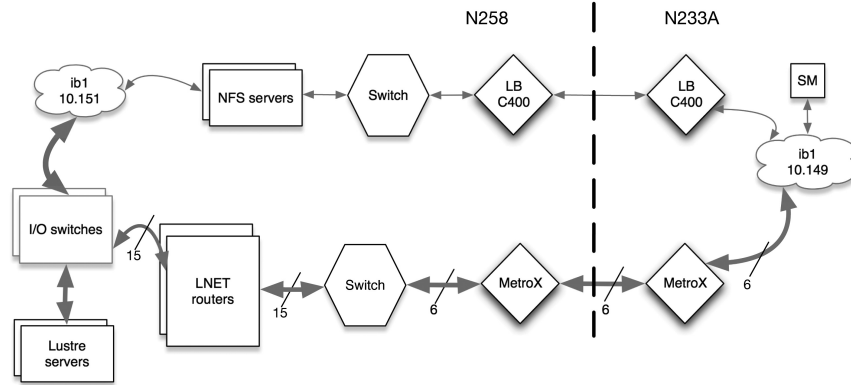 N258
N233A
ib1
10.151
NFS servers
Switch
LB
C400
LB
C400
SM
ib1
10.149
I/O switches
15
LNET
routers
15
Switch
6
MetroX
6
MetroX
6
Lustre
servers